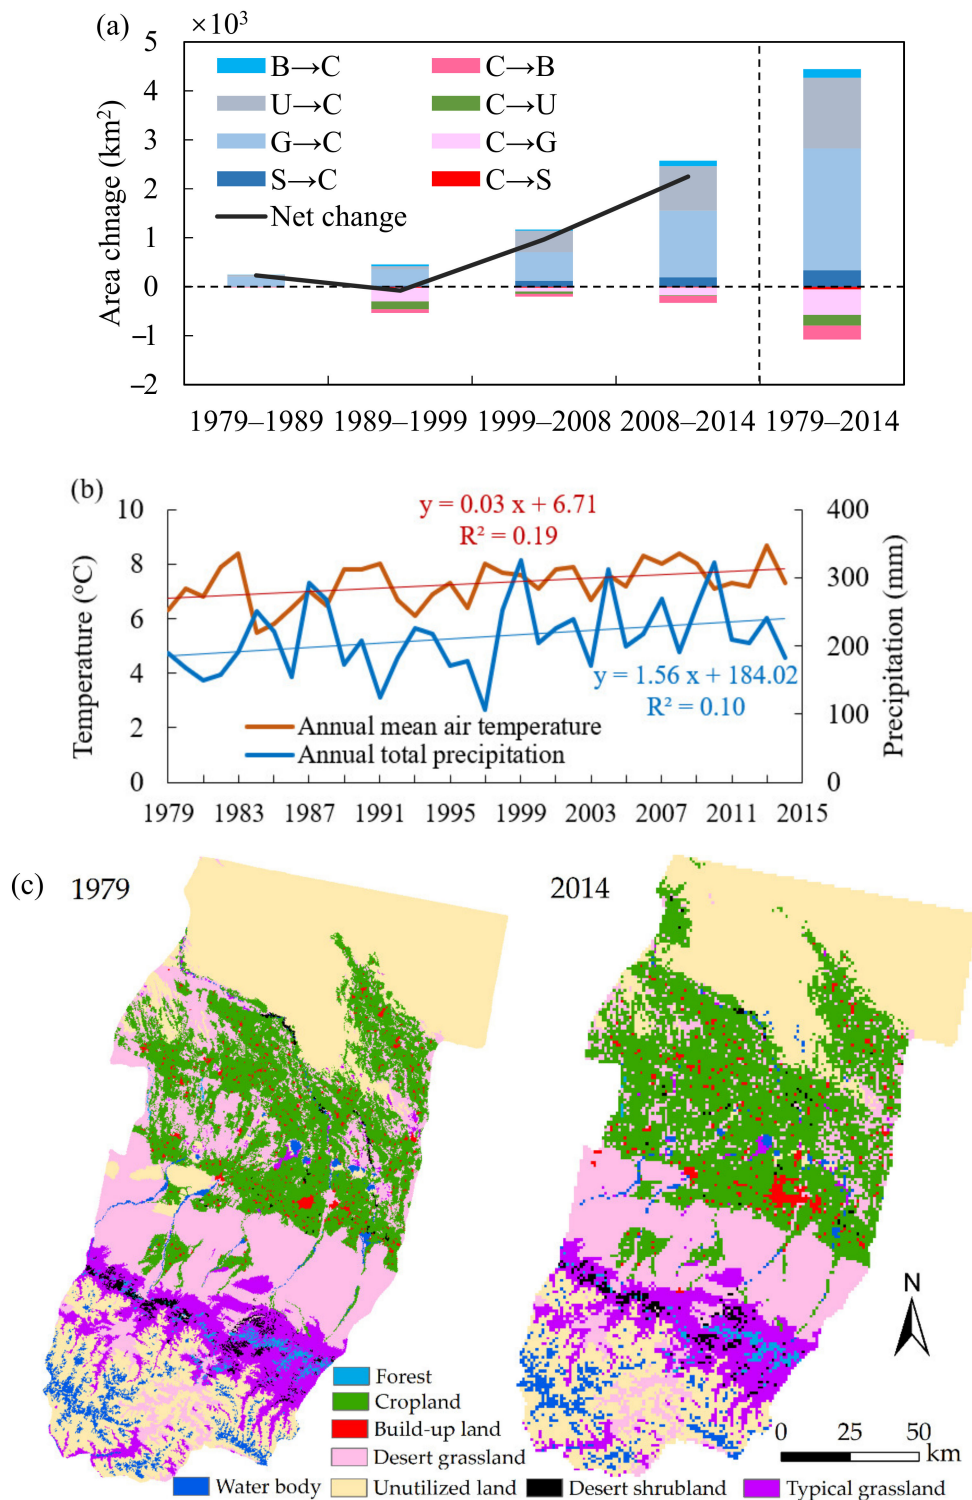 (a)
×10³
5
4
3
2
1
0
−1
−2
Area chnage (km²)
B→C
C→B
U→C
C→U
G→C
C→G
S→C
C→S
Net change
1979–1989
1989–1999
1999–2008
2008–2014
1979–2014
(b)
10
8
6
4
2
0
Temperature (°C)
400
300
200
100
0
Precipitation (mm)
y = 0.03 x + 6.71
R² = 0.19
y = 1.56 x + 184.02
R² = 0.10
Annual mean air temperature
Annual total precipitation
1979 1983 1987 1991 1995 1999 2003 2007 2011 2015
(c)
1979
2014
N
Forest
Cropland
Build-up land
Desert grassland
Water body
Unutilized land
Desert shrubland
Typical grassland
0 25 50
km